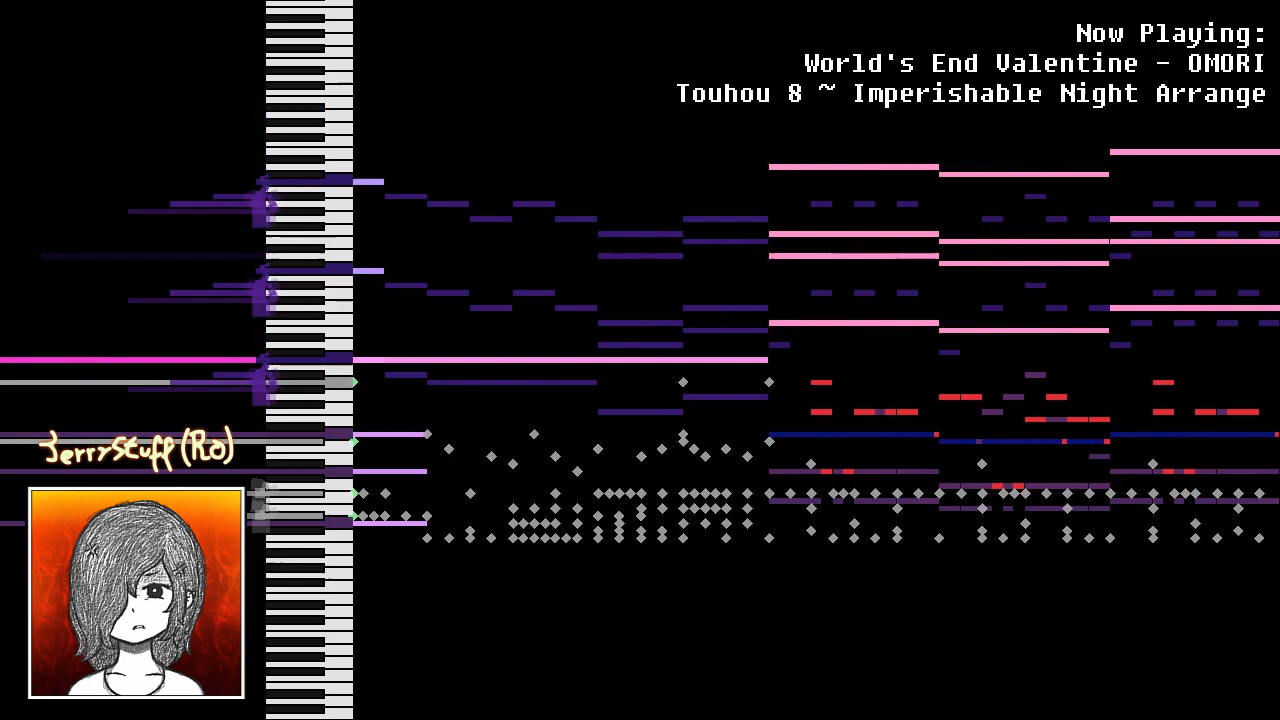 Now Playing:
World's End Valentine - OMORI
Touhou 8 ~ Imperishable Night Arrange
JerryStuff(Ro)